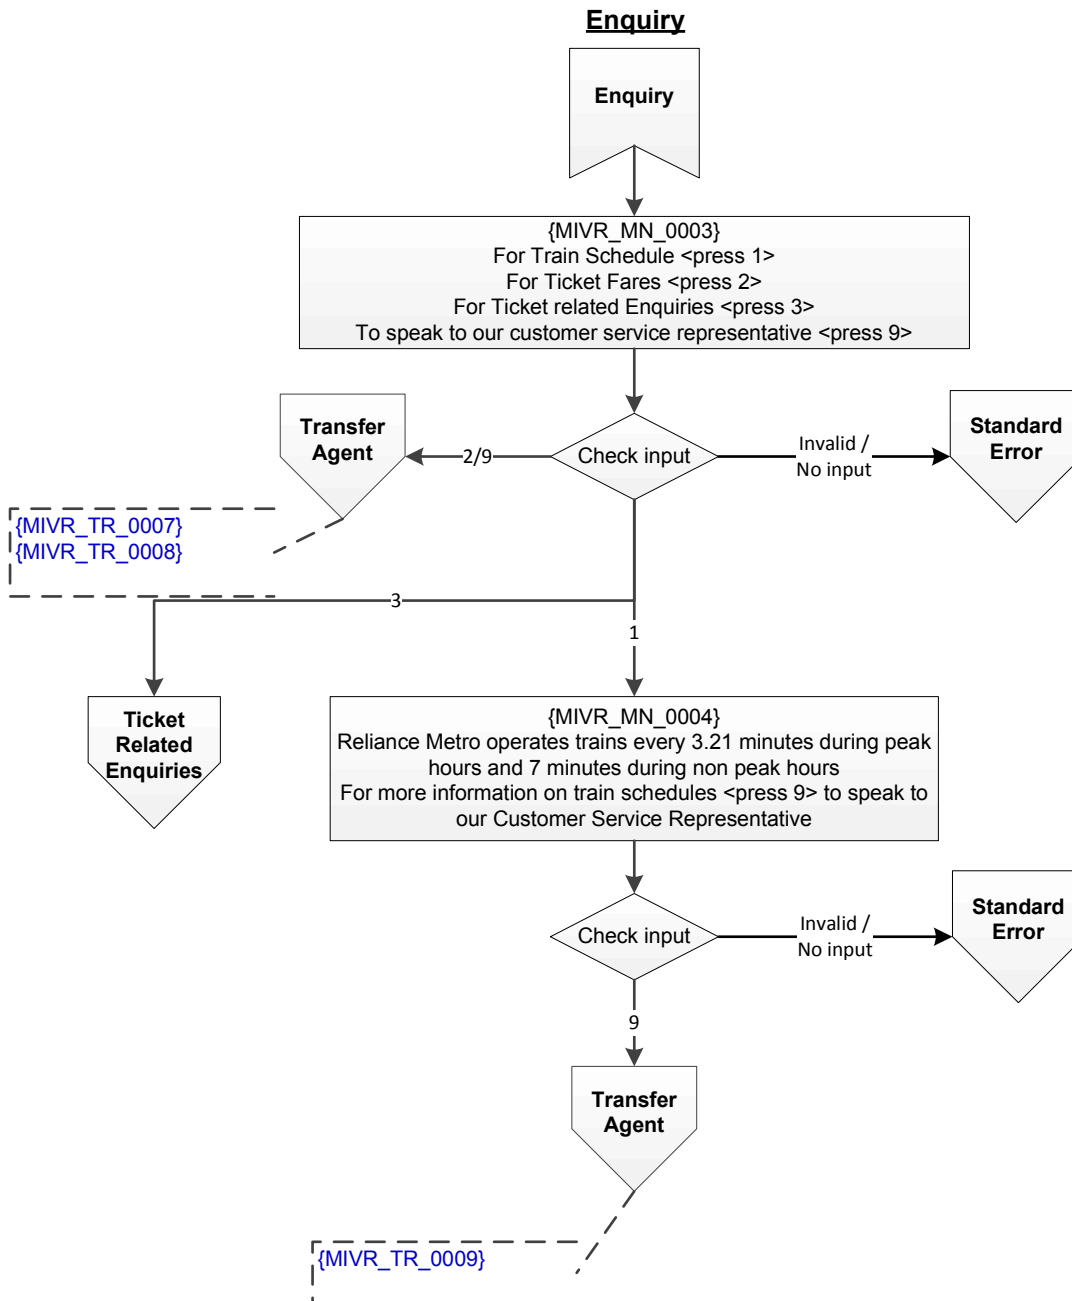 Enquiry
Enquiry
{MIVR_MN_0003}
For Train Schedule <press 1>
For Ticket Fares <press 2>
For Ticket related Enquiries <press 3>
To speak to our customer service representative <press 9>
Transfer
Agent
2/9
Check input
Invalid /
No input
Standard
Error
{MIVR_TR_0007}
{MIVR_TR_0008}
3
1
Ticket
Related
Enquiries
{MIVR_MN_0004}
Reliance Metro operates trains every 3.21 minutes during peak
hours and 7 minutes during non peak hours
For more information on train schedules <press 9> to speak to
our Customer Service Representative
Check input
Invalid /
No input
Standard
Error
9
Transfer
Agent
{MIVR_TR_0009}